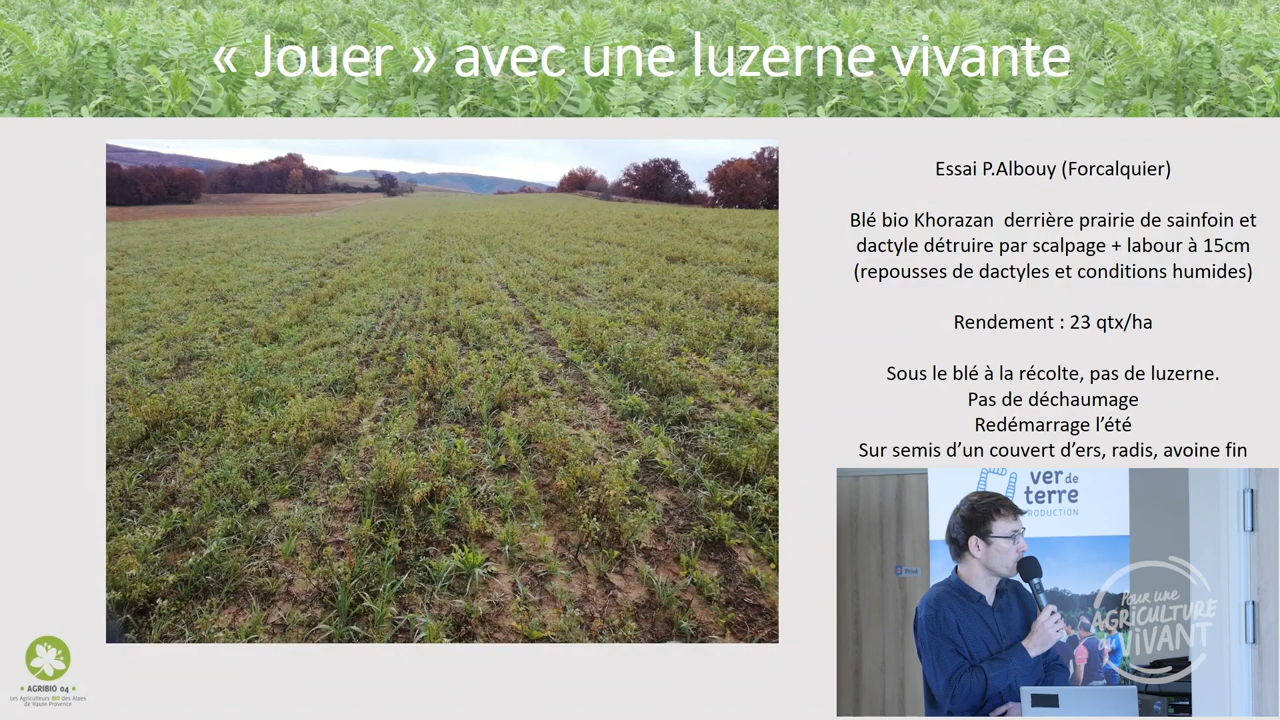 « Jouer » avec une luzerne vivante
Essai P.Albouy (Forcalquier)
Blé bio Khorazan derrière prairie de sainfoin et
dactyle détruire par scalpage + labour à 15cm
(repousses de dactyles et conditions humides)
Rendement : 23 qtx/ha
Sous le blé à la récolte, pas de luzerne.
Pas de déchaumage
Redémarrage l’été
Sur semis d’un couvert d’ers, radis, avoine fin
ver de
terre
PRODUCTION
Privé
Pour une
AGRICULTURE
du VIVANT
• AGRIBIO 04 •
Les Agriculteurs BIO des Alpes
de Haute-Provence